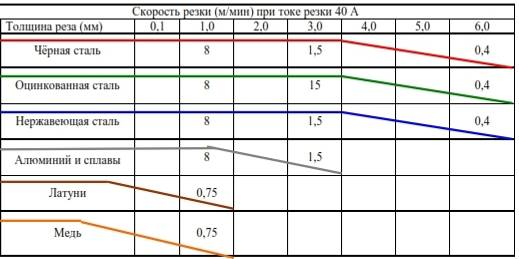 Скорость резки (м/мин) при токе резки 40 А
Толщина реза (мм) 0,1 1,0 2,0 3,0 4,0 5,0 6,0
Чёрная сталь 8 1,5 0,4
Оцинкованная сталь 8 15 0,4
Нержавеющая сталь 8 1,5 0,4
Алюминий и сплавы 8 1,5
Латуни 0,75
Медь 0,75